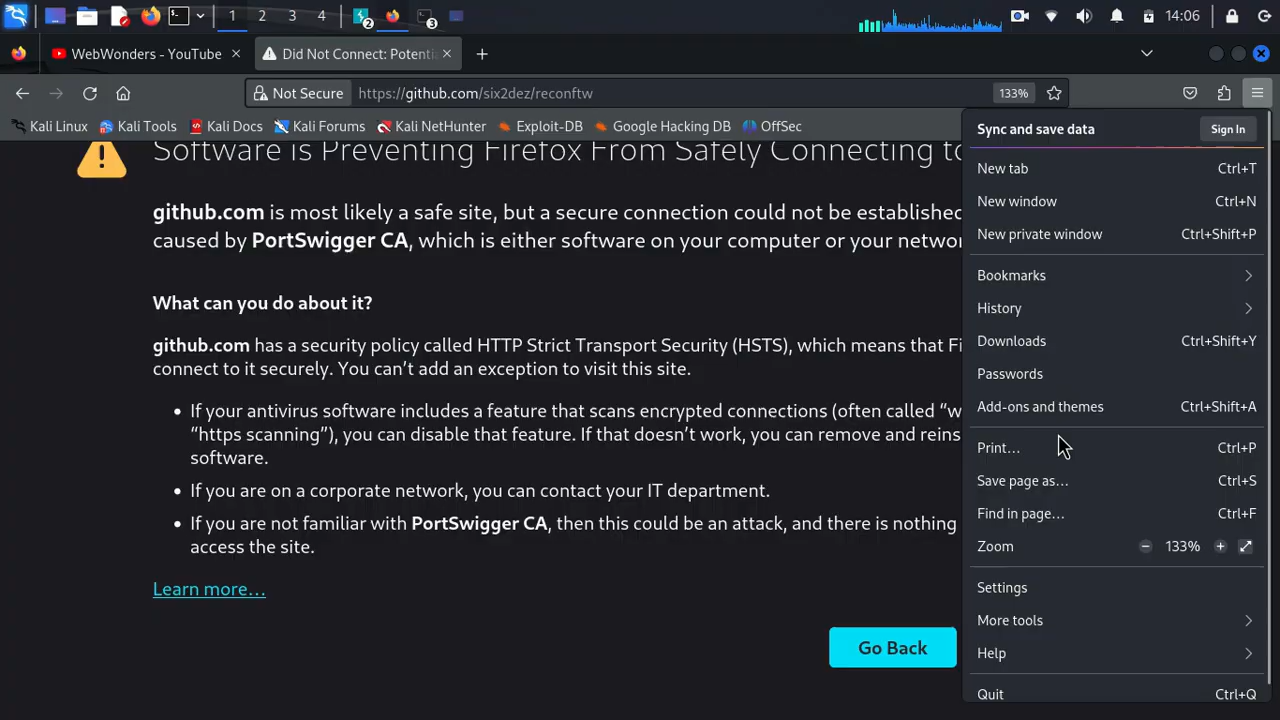 1 2 3 4 2 3 14:06
WebWonders - YouTube Did Not Connect: Potenti
Not Secure https://github.com/six2dez/reconftw 133%
Kali Linux Kali Tools Kali Docs Kali Forums Kali NetHunter Exploit-DB Google Hacking DB OffSec
Software is Preventing Firefox From Safely Connecting to
github.com is most likely a safe site, but a secure connection could not be established
caused by PortSwigger CA, which is either software on your computer or your networ
What can you do about it?
github.com has a security policy called HTTP Strict Transport Security (HSTS), which means that Fi
connect to it securely. You can’t add an exception to visit this site.
• If your antivirus software includes a feature that scans encrypted connections (often called “w
“https scanning”), you can disable that feature. If that doesn’t work, you can remove and reins
software.
• If you are on a corporate network, you can contact your IT department.
• If you are not familiar with PortSwigger CA, then this could be an attack, and there is nothing
access the site.
Learn more…
Go Back
Sync and save data Sign In
New tab Ctrl+T
New window Ctrl+N
New private window Ctrl+Shift+P
Bookmarks
History
Downloads Ctrl+Shift+Y
Passwords
Add-ons and themes Ctrl+Shift+A
Print… Ctrl+P
Save page as… Ctrl+S
Find in page… Ctrl+F
Zoom − 133% +
Settings
More tools
Help
Quit Ctrl+Q